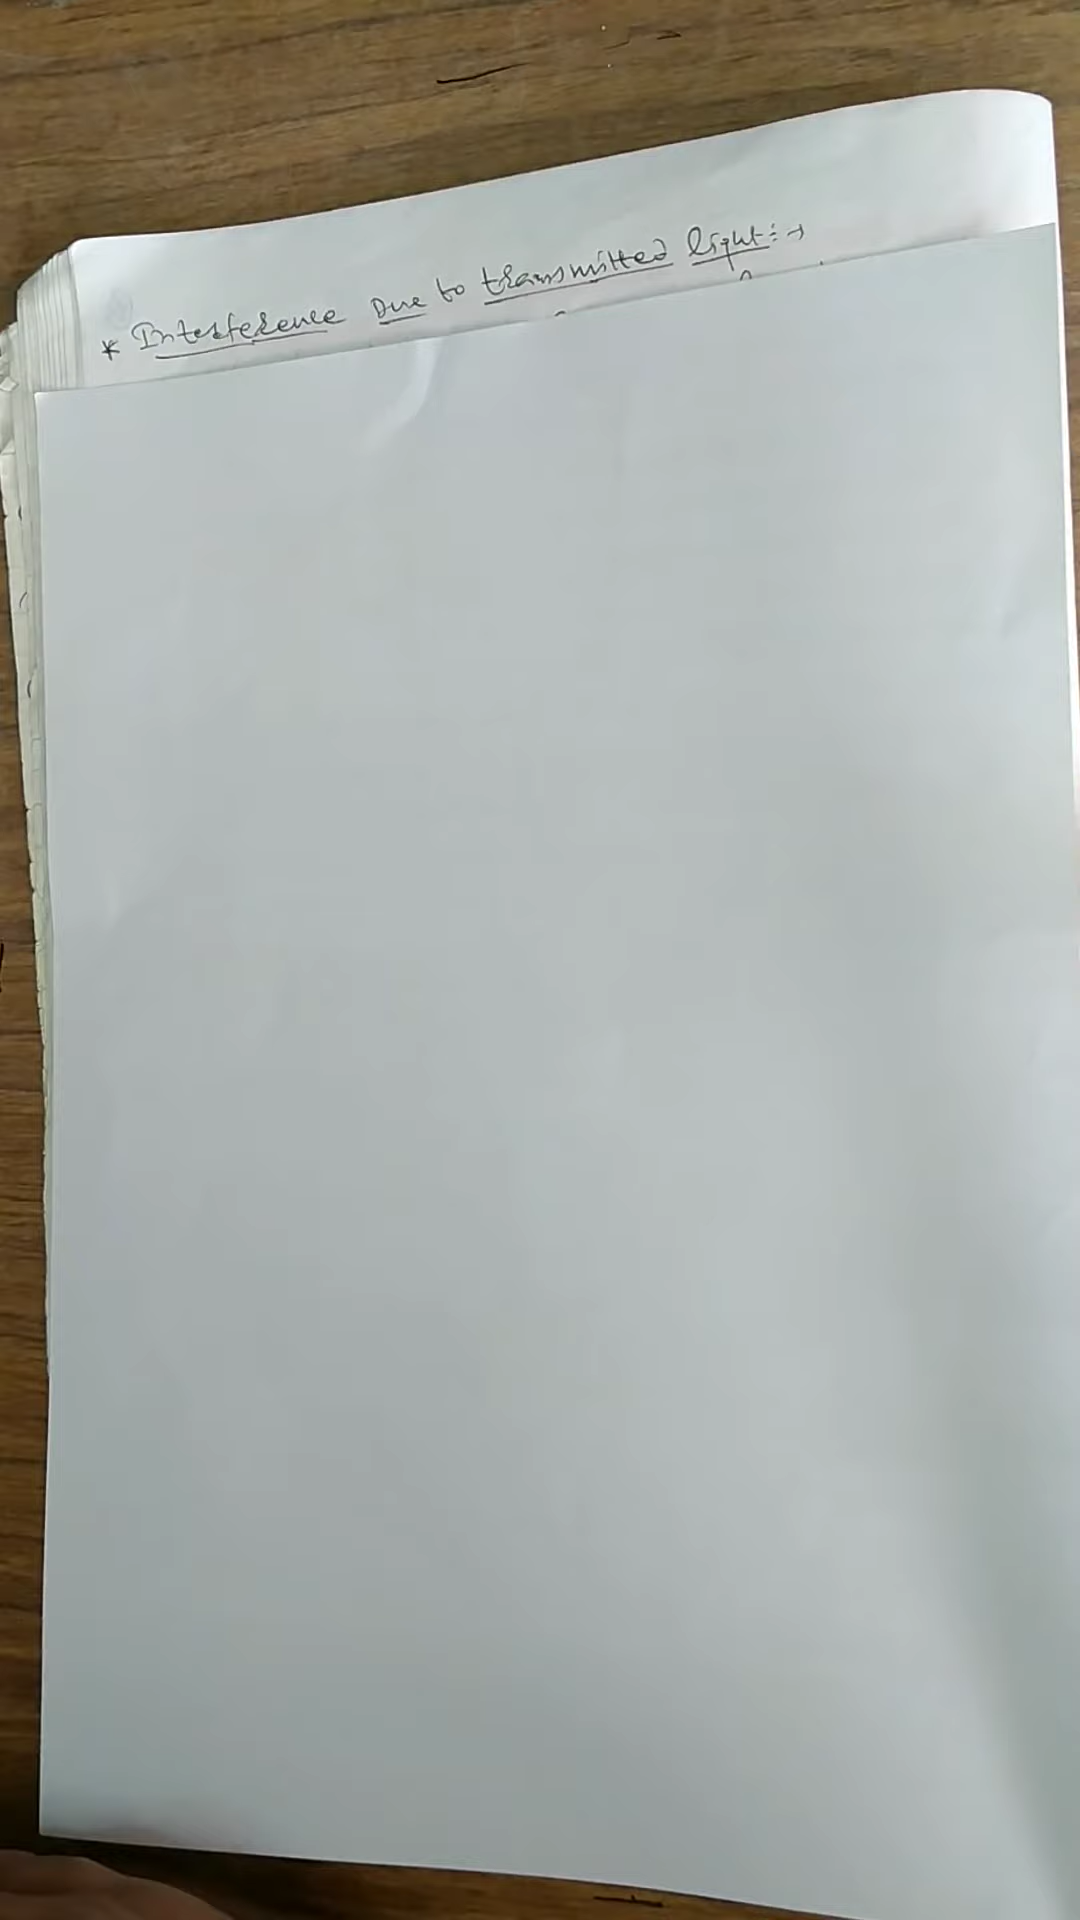 * Interference Due to transmitted light :→